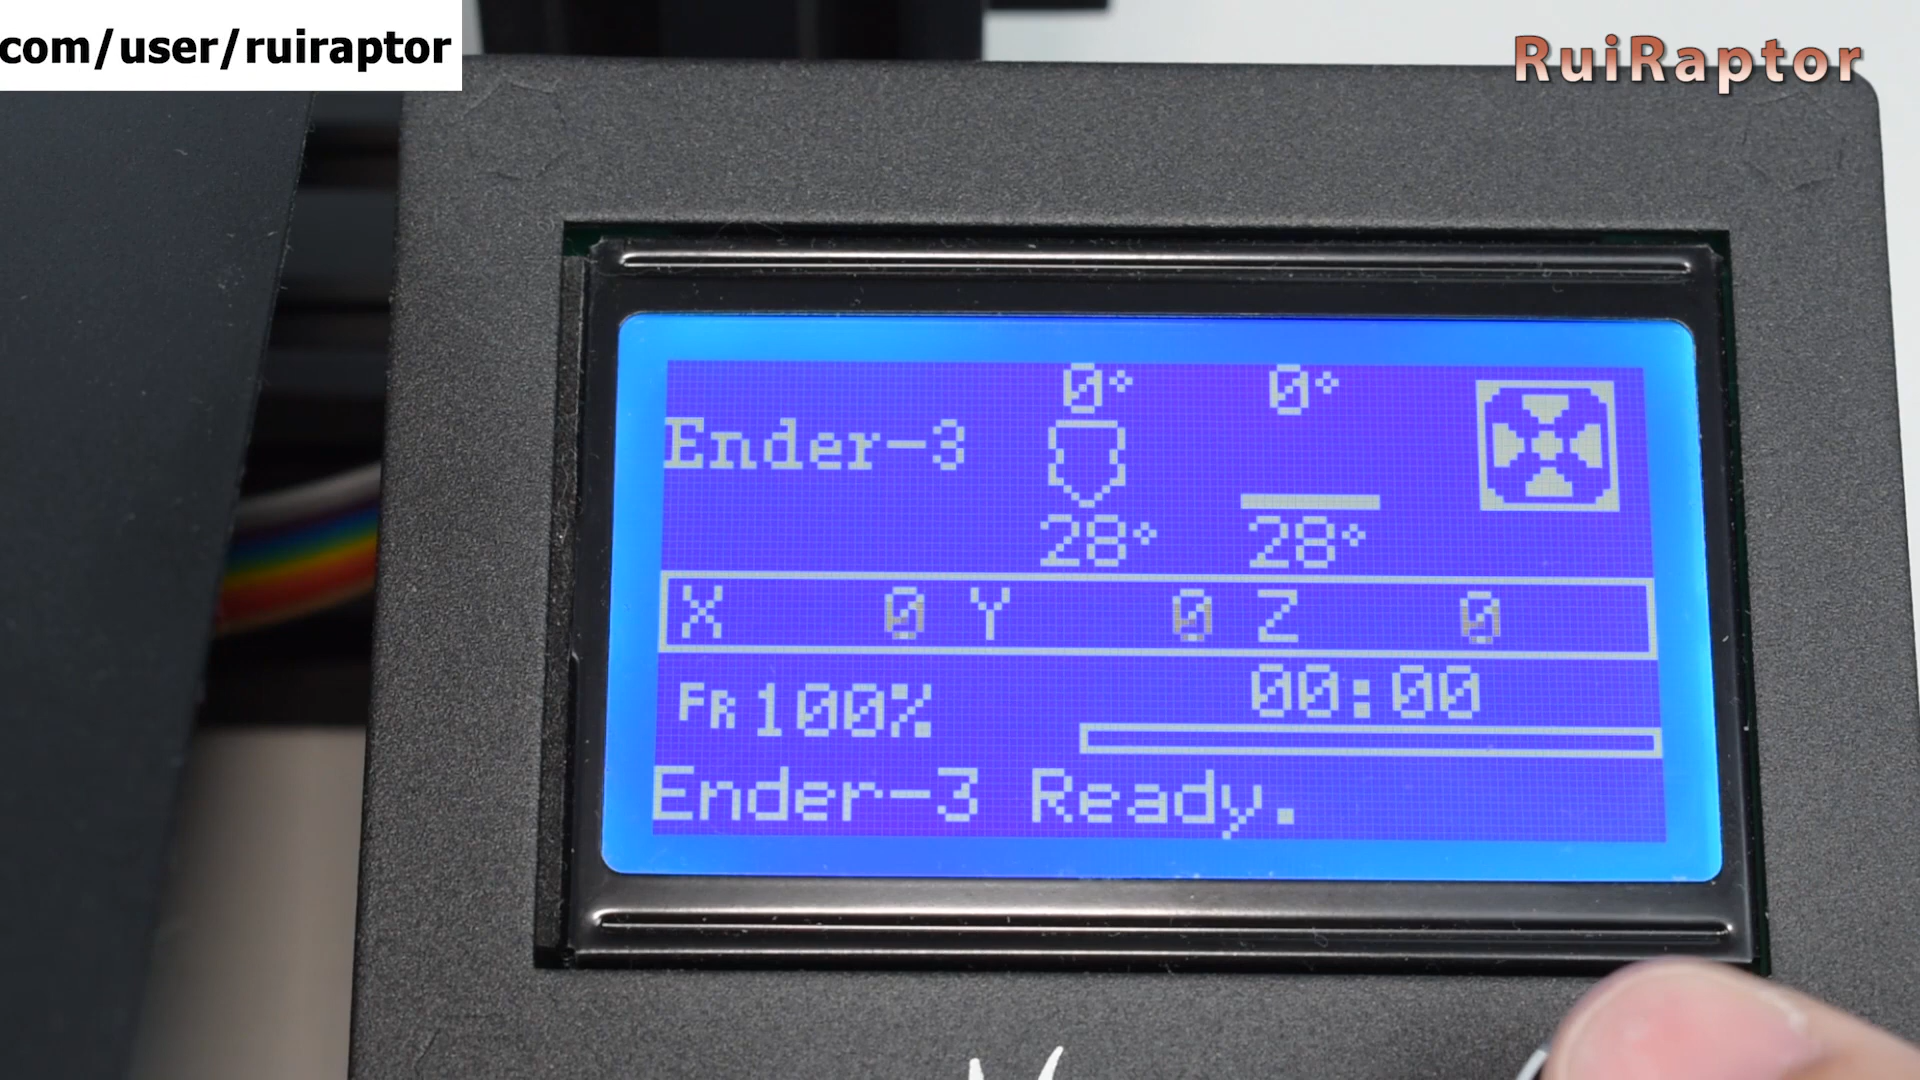 com/user/ruiraptor
RuiRaptor
0° 0°
Ender-3
28° 28°
X 0 Y 0 Z 0
FR 100% 00:00
Ender-3 Ready.